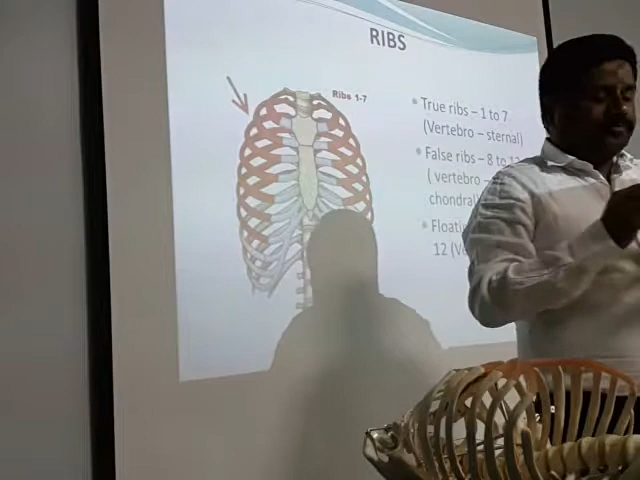 RIBS
Ribs 1-7
• True ribs – 1 to 7
(Vertebro – sternal)
• False ribs – 8 to
( vertebro –
chondral
•
12